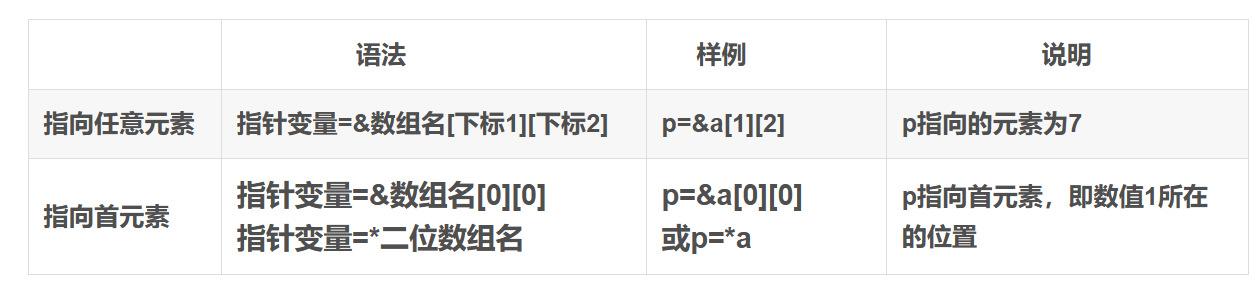 语法 样例 说明
指向任意元素 指针变量=&数组名[下标1][下标2] p=&a[1][2] p指向的元素为7
指向首元素
指针变量=&数组名[0][0]
指针变量=*二位数组名
p=&a[0][0]
或p=*a
p指向首元素，即数值1所在
的位置